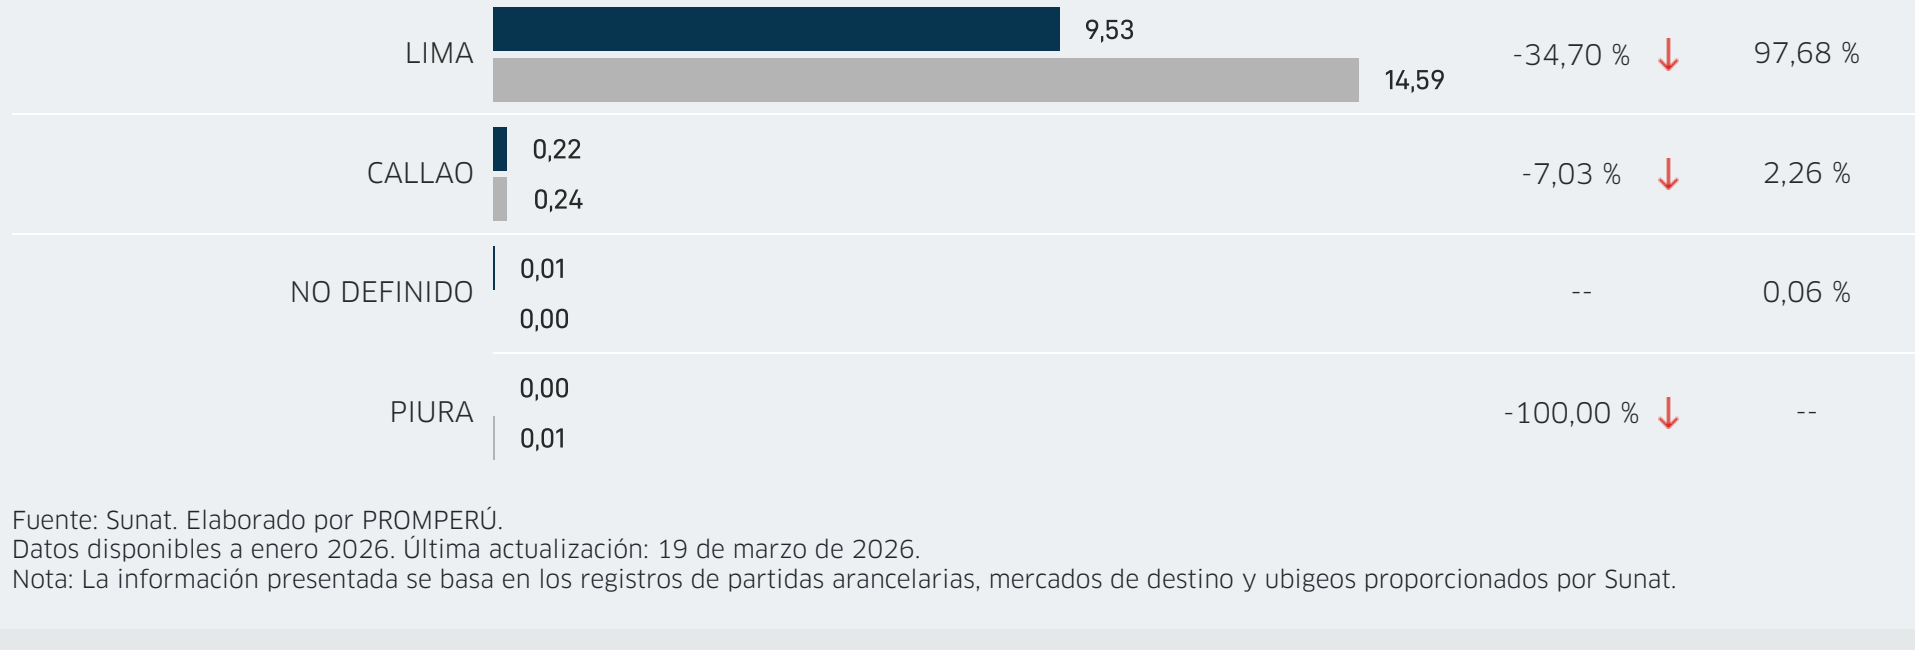 9,53
LIMA
14,59
-34,70 %
97,68 %
0,22
CALLAO
0,24
-7,03 %
2,26 %
0,01
NO DEFINIDO
0,00
--
0,06 %
0,00
PIURA
0,01
-100,00 %
--
Fuente: Sunat. Elaborado por PROMPERÚ.
Datos disponibles a enero 2026. Última actualización: 19 de marzo de 2026.
Nota: La información presentada se basa en los registros de partidas arancelarias, mercados de destino y ubigeos proporcionados por Sunat.